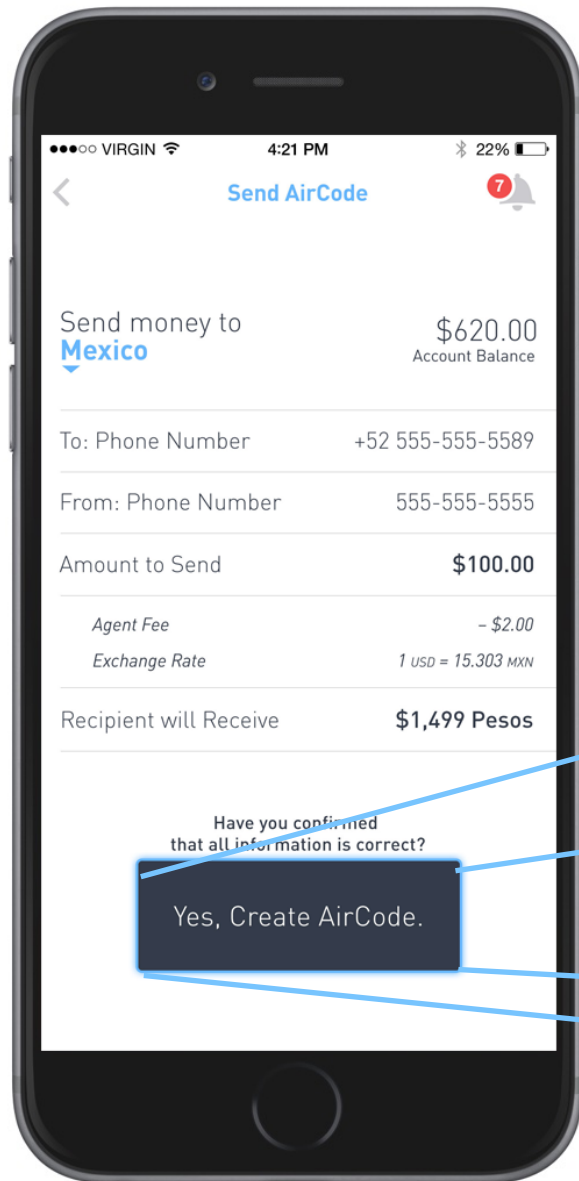 VIRGIN 4:21 PM 22%
Send AirCode 7
Send money to
Mexico
$620.00
Account Balance
To: Phone Number +52 555-555-5589
From: Phone Number 555-555-5555
Amount to Send $100.00
Agent Fee – $2.00
Exchange Rate 1 USD = 15.303 MXN
Recipient will Receive $1,499 Pesos
Have you confirmed
that all information is correct?
Yes, Create AirCode.